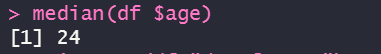 > median(df $age)
[1] 24